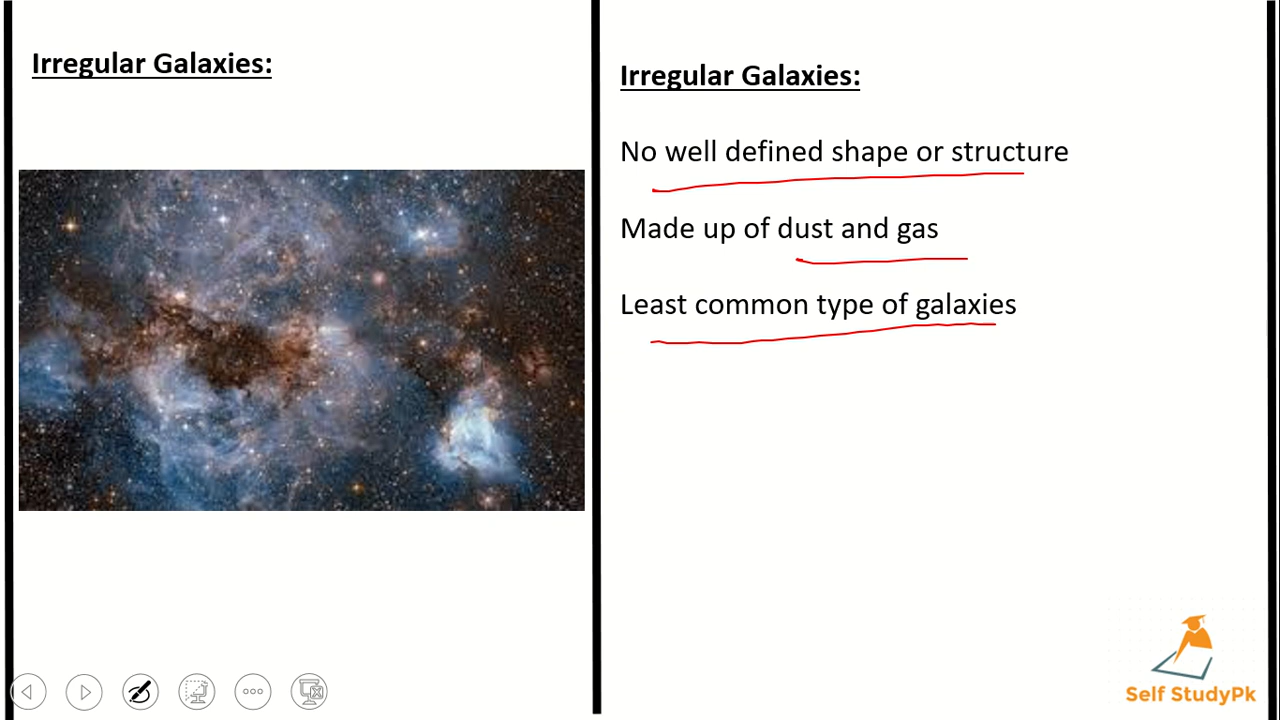 Irregular Galaxies:
Irregular Galaxies:
No well defined shape or structure
Made up of dust and gas
Least common type of galaxies
Self StudyPk